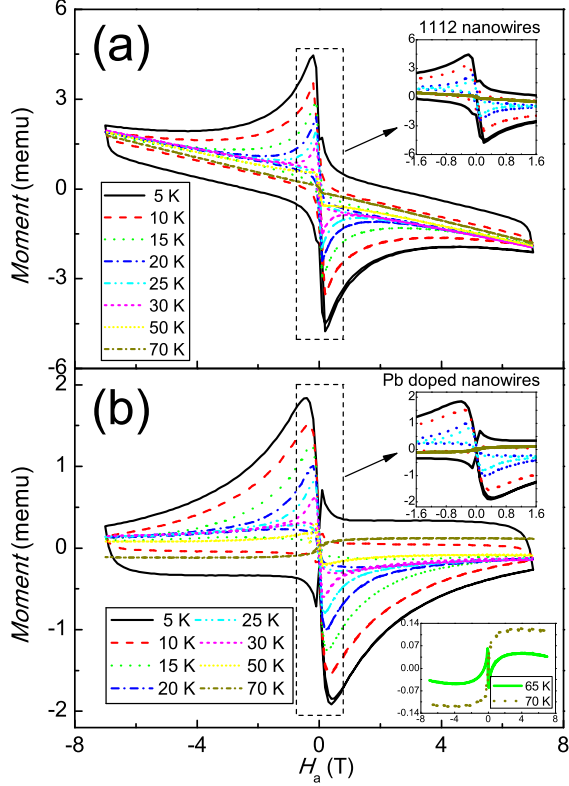 (a)
1112 nanowires
6
3
0
-3
-6
-1.6 -0.8 0.0 0.8 1.6
6
3
0
-3
-6
Moment (memu)
5 K
10 K
15 K
20 K
25 K
30 K
50 K
70 K
(b)
Pb doped nanowires
2
1
0
-1
-2
-1.6 -0.8 0.0 0.8 1.6
2
1
0
-1
-2
Moment (memu)
5 K
10 K
15 K
20 K
25 K
30 K
50 K
70 K
0.14
0.07
0.00
-0.07
-0.14
65 K
70 K
-8 -4 0 4 8
-8 -4 0 4 8
Ha (T)